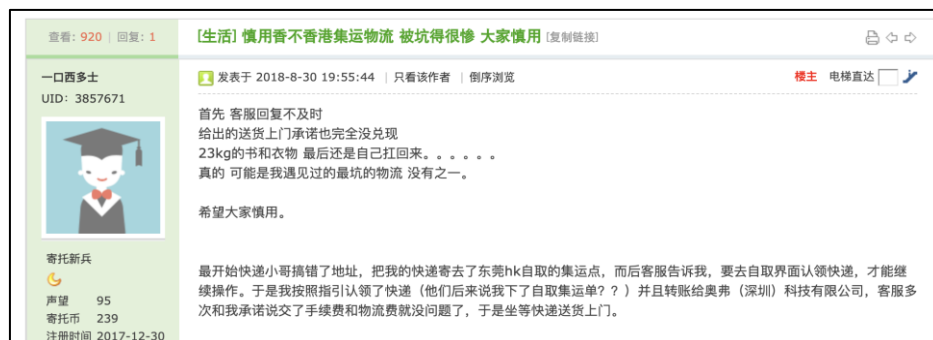 查看: 920 | 回复: 1
[生活] 慎用香不香港集运物流 被坑得很惨 大家慎用 [复制链接]
一口西多士
UID: 3857671
发表于 2018-8-30 19:55:44 | 只看该作者 | 倒序浏览
楼主 电梯直达
首先 客服回复不及时
给出的送货上门承诺也完全没兑现
23kg的书和衣物 最后还是自己扛回来。。。。。。
真的 可能是我遇见过的最坑的物流 没有之一。
希望大家慎用。
最开始快递小哥搞错了地址，把我的快递寄去了东莞hk自取的集运点，而后客服告诉我，要去自取界面认领快递，才能继
续操作。于是我按照指引认领了快递（他们后来说我下了自取集运单？？）并且转账给奥弗（深圳）科技有限公司，客服多
次和我承诺说交了手续费和物流费就没问题了，于是坐等快递送货上门。
寄托新兵
声望 95
寄托币 239
注册时间 2017-12-30